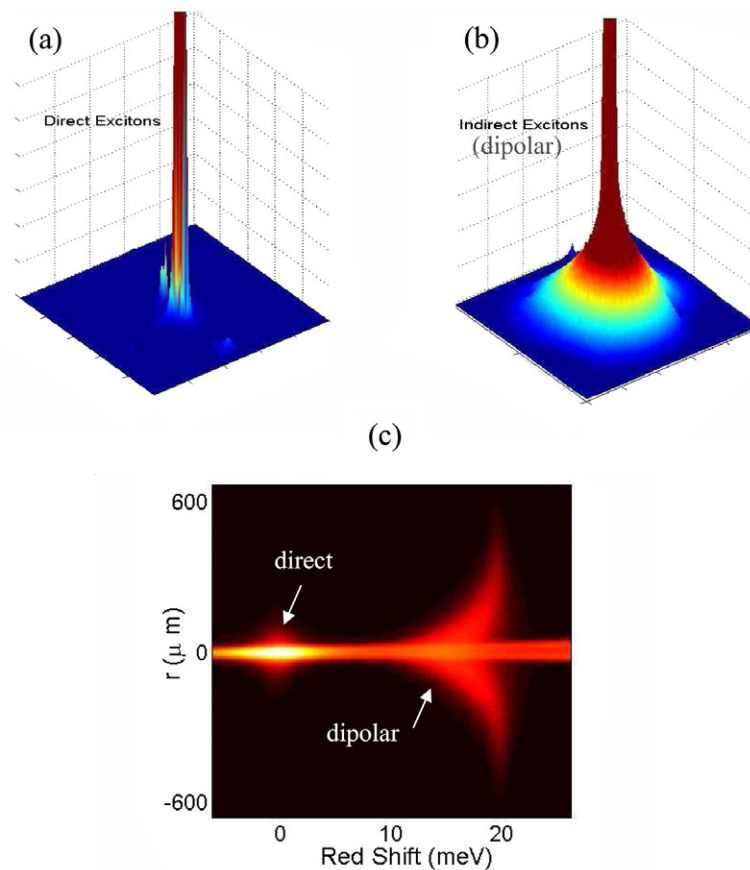 (a)
Direct Excitons
(b)
Indirect Excitons
(dipolar)
(c)
600
direct
r (μ m)
0
dipolar
-600
0 10 20
Red Shift (meV)